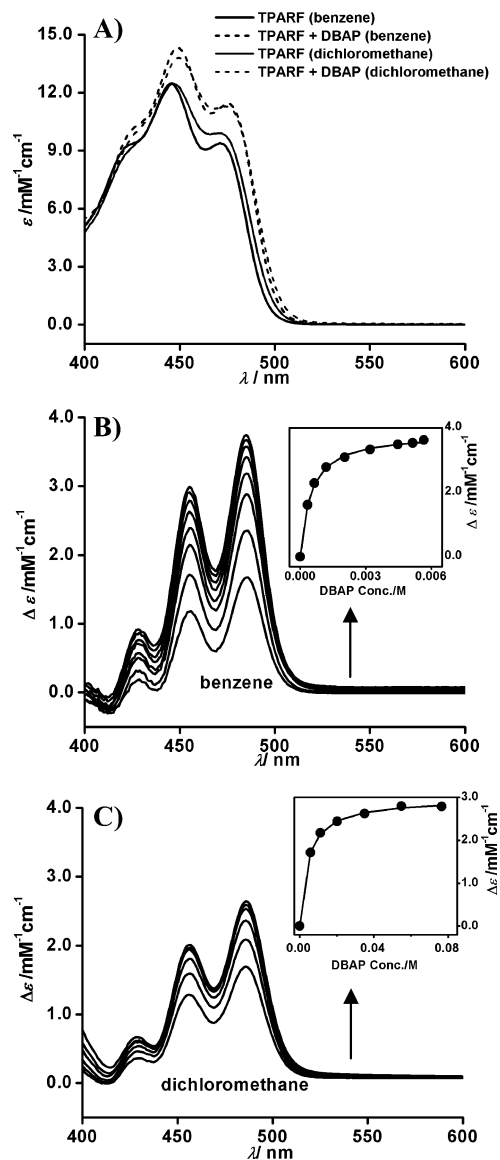 A)
TPARF (benzene)
TPARF + DBAP (benzene)
TPARF (dichloromethane)
TPARF + DBAP (dichloromethane)
15.0
12.0
9.0
6.0
3.0
0.0
ε /mM⁻¹cm⁻¹
400 450 500 550 600
λ / nm
B)
4.0
3.0
2.0
1.0
0.0
Δ ε /mM⁻¹cm⁻¹
4.0
2.0
0.0
Δ ε /mM⁻¹cm⁻¹
0.000 0.003 0.006
DBAP Conc./M
benzene
400 450 500 550 600
λ/ nm
C)
4.0
3.0
2.0
1.0
0.0
Δε /mM⁻¹cm⁻¹
3.0
2.0
1.0
0.0
Δε/mM⁻¹cm⁻¹
0.00 0.04 0.08
DBAP Conc./M
dichloromethane
400 450 500 550 600
λ/ nm